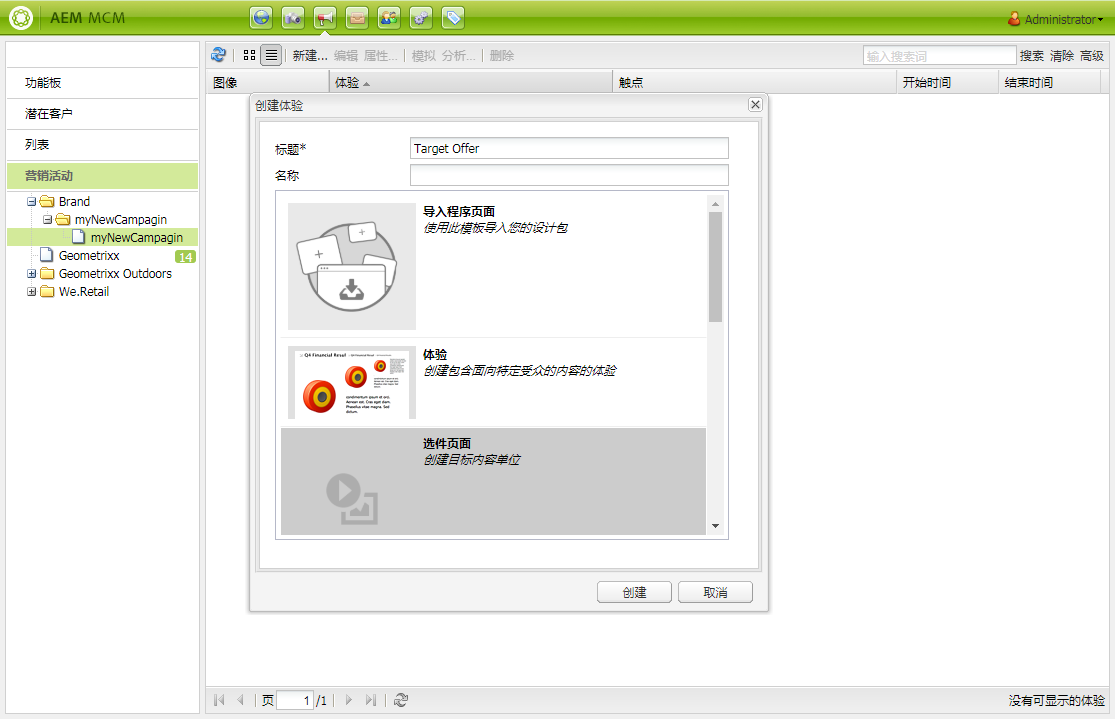 AEM MCM
Administrator
新建... 编辑 属性... 模拟 分析... 删除
输入搜索词 搜索 清除 高级
功能板
潜在客户
列表
营销活动
Brand
myNewCampagin
myNewCampagin
Geometrixx 14
Geometrixx Outdoors
We.Retail
图像 体验 触点 开始时间 结束时间
创建体验
标题* Target Offer
名称
导入程序页面
使用此模板导入您的设计包
Q4 Financial Resul
体验
创建包含面向特定受众的内容的体验
选件页面
创建目标内容单位
创建 取消
页 1 /1
没有可显示的体验